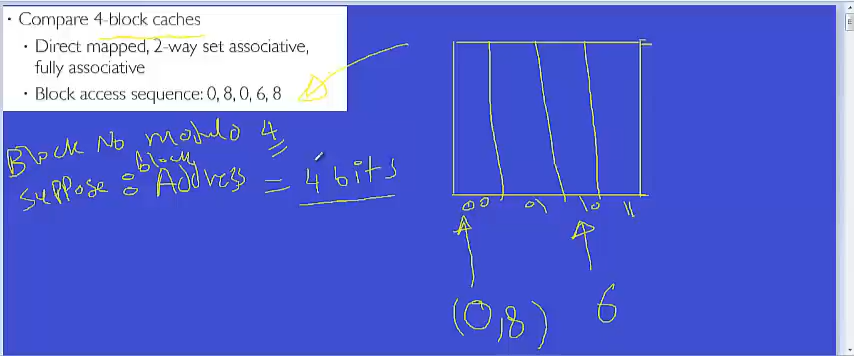 • Compare 4-block caches
• Direct mapped, 2-way set associative,
fully associative
• Block access sequence: 0, 8, 0, 6, 8
Block No modulo 4
block
suppose : Address = 4 bits
00 01 10 11
(0,8) 6